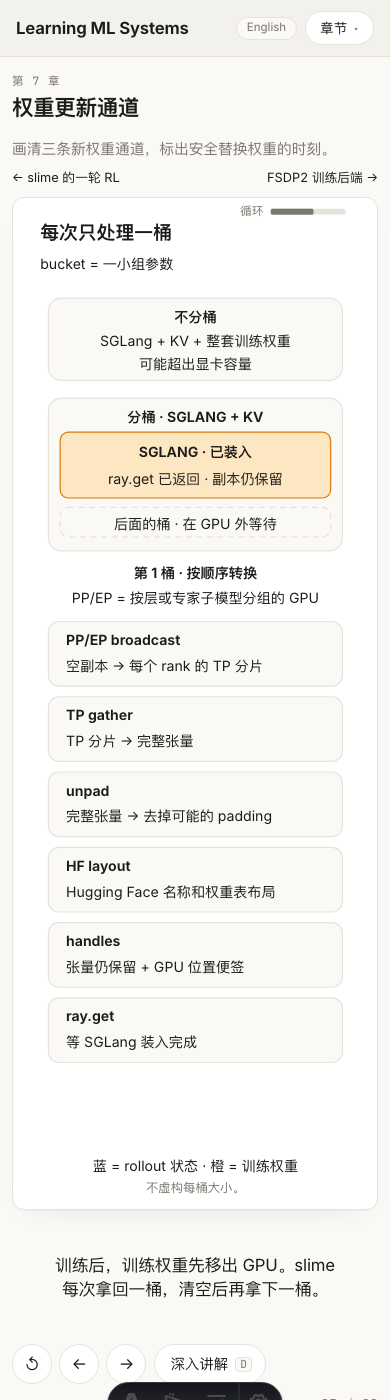 Learning ML Systems
English
章节
第 7 章
权重更新通道
画清三条新权重通道，标出安全替换权重的时刻。
← slime 的一轮 RL
FSDP2 训练后端 →
循环
每次只处理一桶
bucket = 一小组参数
不分桶
SGLang + KV + 整套训练权重
可能超出显卡容量
分桶 · SGLANG + KV
SGLANG · 已装入
ray.get 已返回 · 副本仍保留
后面的桶 · 在 GPU 外等待
第 1 桶 · 按顺序转换
PP/EP = 按层或专家子模型分组的 GPU
PP/EP broadcast
空副本 → 每个 rank 的 TP 分片
TP gather
TP 分片 → 完整张量
unpad
完整张量 → 去掉可能的 padding
HF layout
Hugging Face 名称和权重表布局
handles
张量仍保留 + GPU 位置便签
ray.get
等 SGLang 装入完成
蓝 = rollout 状态 · 橙 = 训练权重
不虚构每桶大小。
训练后，训练权重先移出 GPU。slime
每次拿回一桶，清空后再拿下一桶。
深入讲解 D